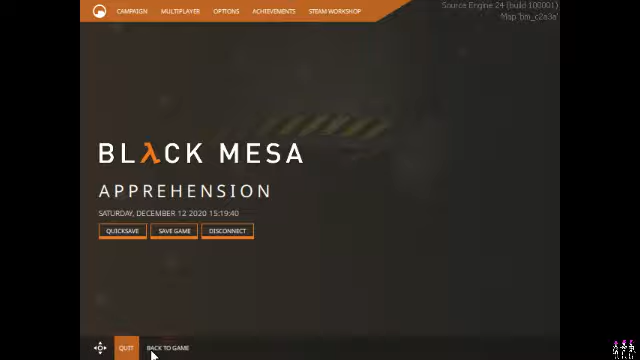 CAMPAIGN MULTIPLAYER OPTIONS ACHIEVEMENTS STEAM WORKSHOP
Source Engine 24 (build 100001)
Map 'bm_c2a3a'
BLλCK MESA
APPREHENSION
SATURDAY, DECEMBER 12 2020 15:19:40
QUICKSAVE SAVE GAME DISCONNECT
QUIT BACK TO GAME